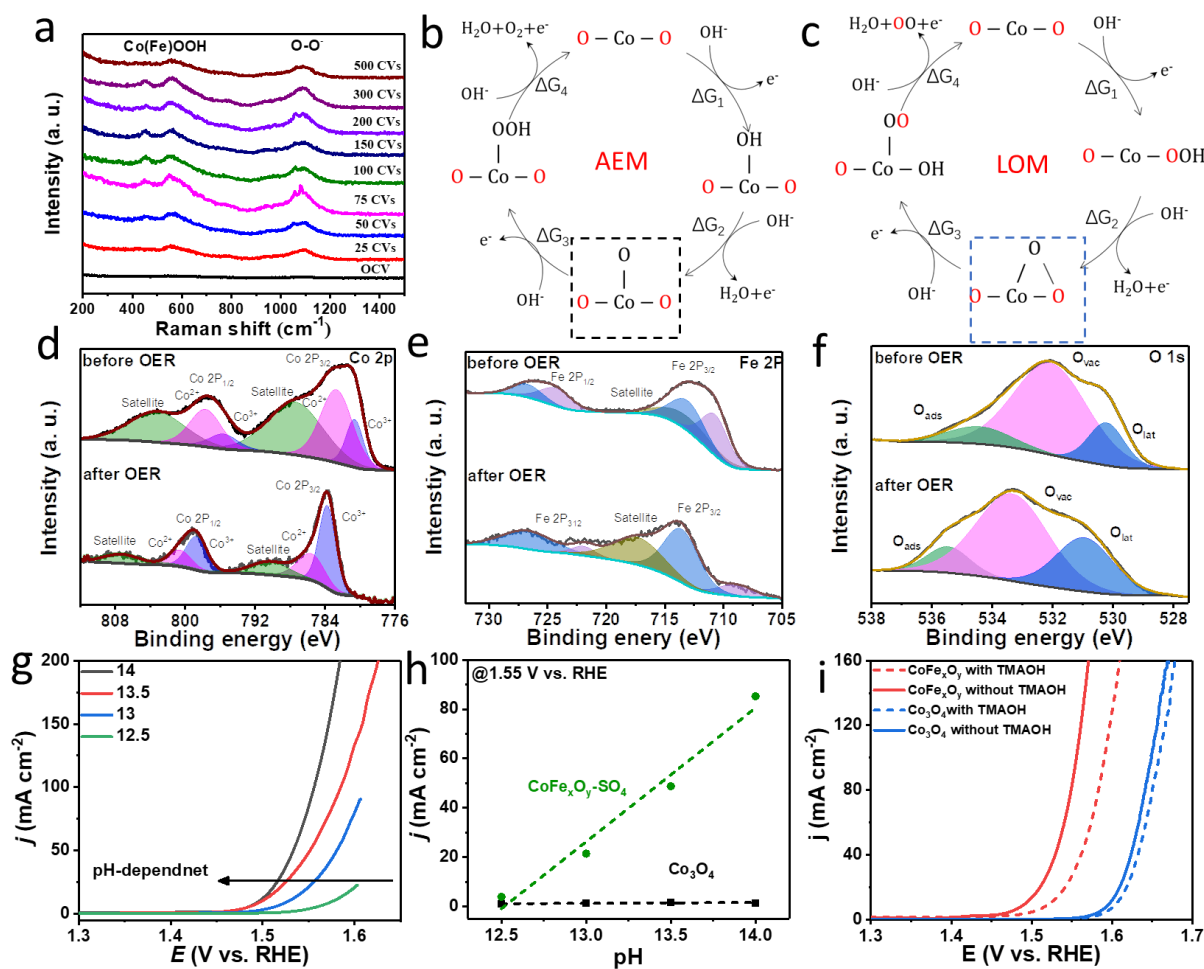 a
Co(Fe)OOH O-O⁻
500 CVs
300 CVs
200 CVs
150 CVs
100 CVs
75 CVs
50 CVs
25 CVs
OCV
Intensity (a. u.)
200 400 600 800 1000 1200 1400
Raman shift (cm⁻¹)
b
H₂O+O₂+e⁻
O – Co – O
OH⁻
e⁻
ΔG₁
OH⁻
ΔG₄
OOH
O – Co – O
AEM
OH
O – Co – O
ΔG₂
OH⁻
H₂O+e⁻
e⁻
ΔG₃
OH⁻
O
O – Co – O
c
H₂O+OO+e⁻
O – Co – O
OH⁻
e⁻
ΔG₁
OH⁻
ΔG₄
OO
O – Co – OH
LOM
O – Co – OOH
ΔG₂
OH⁻
H₂O+e⁻
e⁻
ΔG₃
OH⁻
O
O – Co – O
d
before OER
Co 2p
Co 2P₃/₂
Co 2P₁/₂
Satellite
Co²⁺
Co³⁺
Satellite
Co²⁺
Co³⁺
after OER
Co 2P₃/₂
Co 2P₁/₂
Satellite
Co²⁺
Co³⁺
Satellite
Co²⁺
Co³⁺
Intensity (a. u.)
808 800 792 784 776
Binding energy (eV)
e
before OER
Fe 2P
Fe 2P₁/₂
Satellite
Fe 2P₃/₂
after OER
Fe 2P₃₁₂
Satellite
Fe 2P₃/₂
Intensity (a. u.)
730 725 720 715 710 705
Binding enery (eV)
f
before OER
O 1s
O_vac
O_ads
O_lat
after OER
O_vac
O_ads
O_lat
Intenstiy (a. u.)
538 536 534 532 530 528
Binding energy (eV)
g
14
13.5
13
12.5
pH-dependnet
j (mA cm⁻²)
200
150
100
50
0
1.3 1.4 1.5 1.6
E (V vs. RHE)
h
@1.55 V vs. RHE
CoFeₓOᵧ-SO₄
Co₃O₄
j (mA cm⁻²)
100
80
60
40
20
0
12.5 13.0 13.5 14.0
pH
i
CoFeₓOᵧ with TMAOH
CoFeₓOᵧ without TMAOH
Co₃O₄ with TMAOH
Co₃O₄ without TMAOH
j (mA cm⁻²)
160
120
80
40
0
1.3 1.4 1.5 1.6 1.7
E (V vs. RHE)